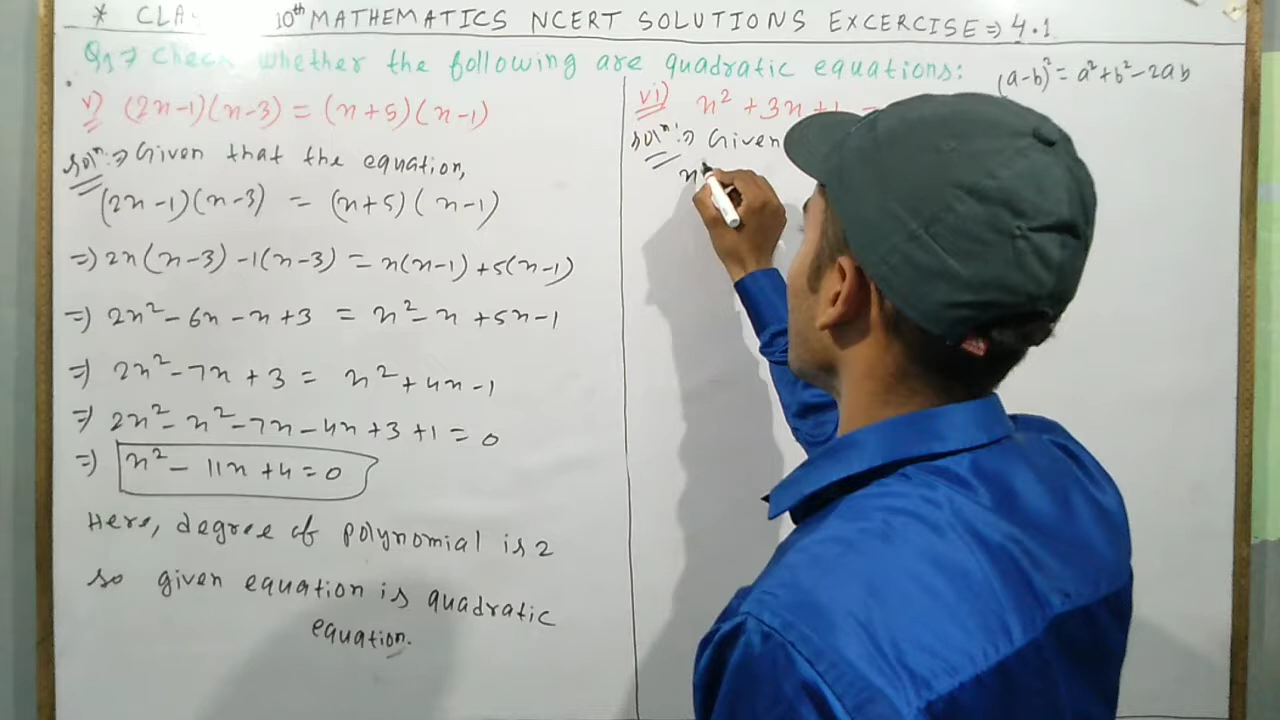 * CLA 10th MATHEMATICS NCERT SOLUTIONS EXCERCISE ⇒ 4.1
Q1 ⇒ Check whether the following are quadratic equations:
(a-b)² = a² + b² - 2ab
v) (2x-1)(x-3) = (x+5)(x-1)
Solⁿ:⇒ Given that the equation,
(2x-1)(x-3) = (x+5)(x-1)
⇒) 2x(x-3) -1(x-3) = x(x-1) +5(x-1)
⇒) 2x² - 6x - x + 3 = x² - x + 5x - 1
⇒) 2x² - 7x + 3 = x² + 4x - 1
⇒) 2x² - x² - 7x - 4x + 3 + 1 = 0
⇒) x² - 11x + 4 = 0
Here, degree of polynomial is 2
so given equation is quadratic
equation.
vi) x² + 3x + 1 =
Solⁿ:⇒ Given
x